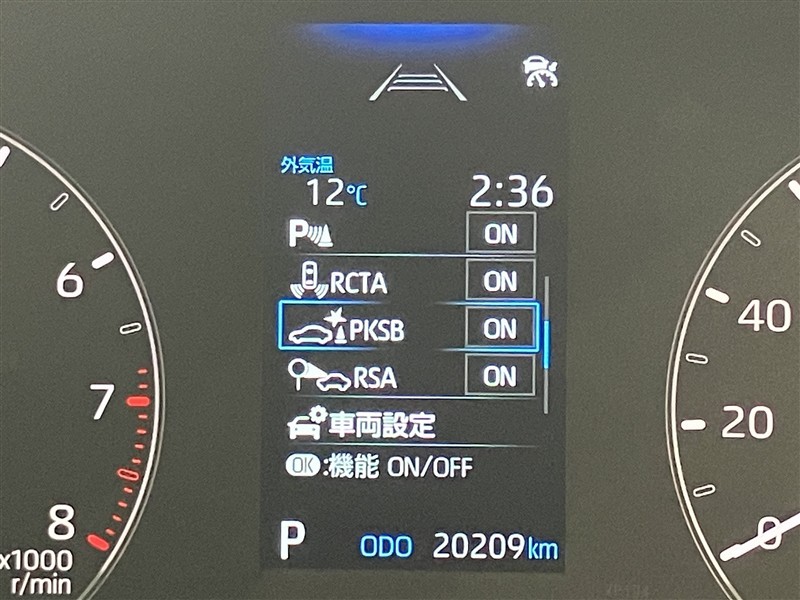 外気温
12℃ 2:36
P ON
RCTA ON
PKSB ON
RSA ON
車両設定
OK:機能 ON/OFF
P ODO 20209km
6
7
8
x1000
r/min
40
20
0